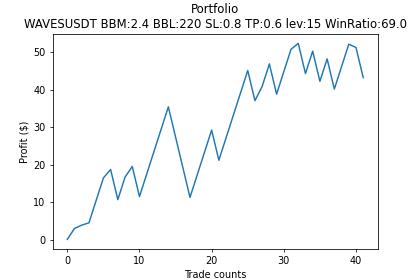 Portfolio
WAVESUSDT BBM:2.4 BBL:220 SL:0.8 TP:0.6 lev:15 WinRatio:69.0
50
40
30
20
10
0
Profit ($)
0 10 20 30 40
Trade counts